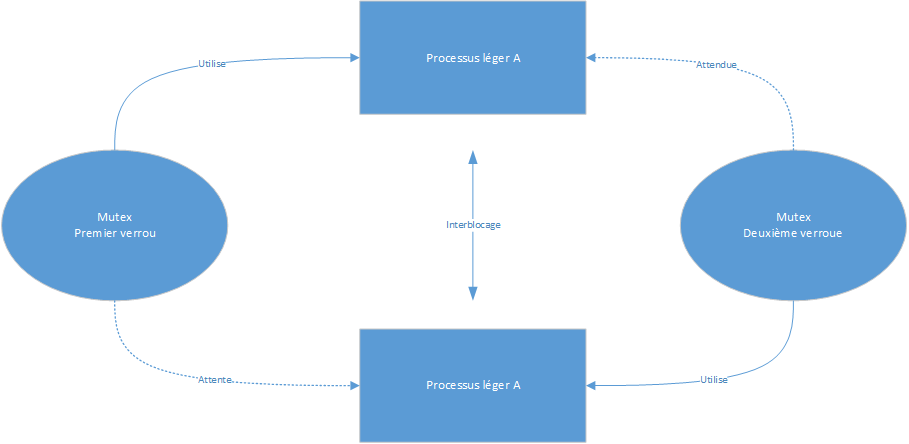 Processus léger A
Utilise
Attendue
Mutex
Premier verrou
Interblocage
Mutex
Deuxième verroue
Attente
Processus léger A
Utilise